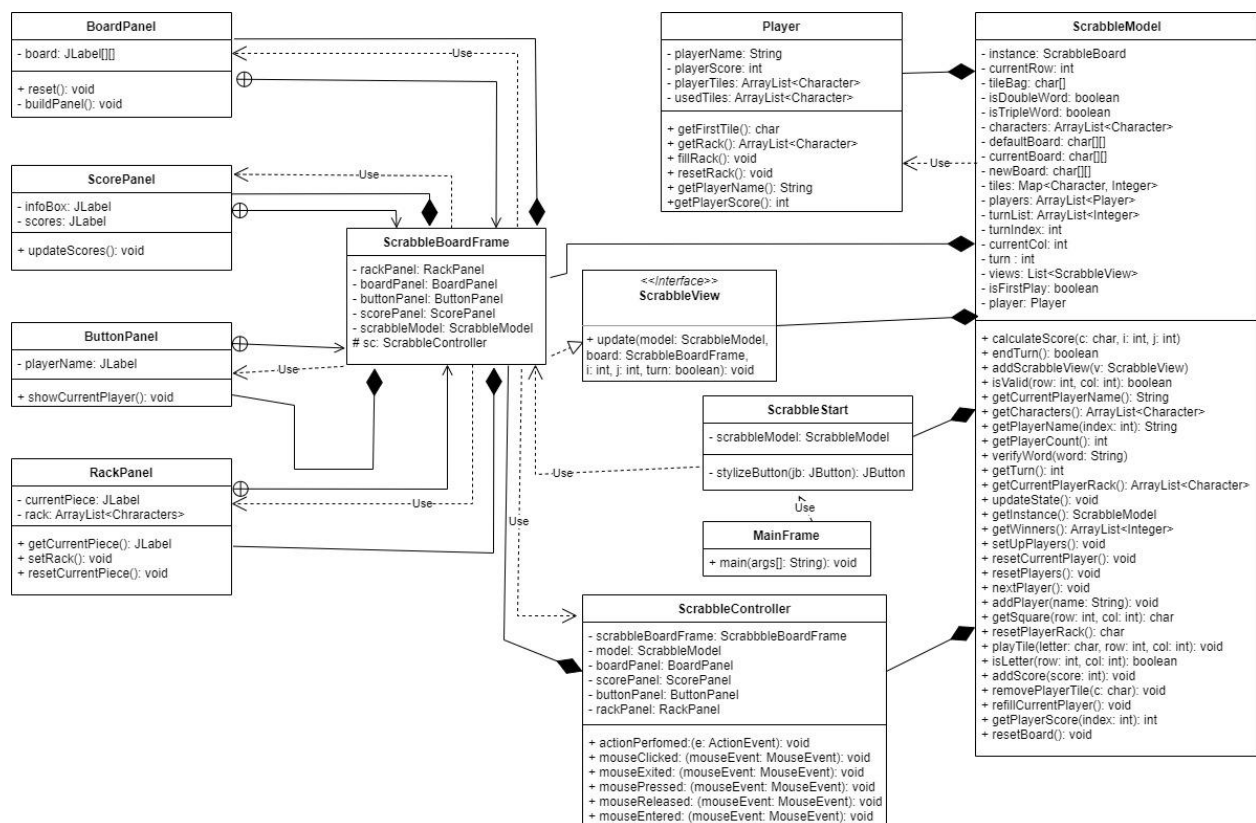 BoardPanel
- board: JLabel[][]
+ reset(): void
- buildPanel(): void
Use
ScorePanel
- infoBox: JLabel
- scores: JLabel
+ updateScores(): void
Use
ButtonPanel
- playerName: JLabel
+ showCurrentPlayer(): void
Use
RackPanel
- currentPiece: JLabel
- rack: ArrayList<Chraracters>
+ getCurrentPiece(): JLabel
+ setRack(): void
+ resetCurrentPiece(): void
Use
ScrabbleBoardFrame
- rackPanel: RackPanel
- boardPanel: BoardPanel
- buttonPanel: ButtonPanel
- scorePanel: ScorePanel
- scrabbleModel: ScrabbleModel
# sc: ScrabbleController
Use
Player
- playerName: String
- playerScore: int
- playerTiles: ArrayList<Character>
- usedTiles: ArrayList<Character>
+ getFirstTile(): char
+ getRack(): ArrayList<Character>
+ fillRack(): void
+ resetRack(): void
+ getPlayerName(): String
+getPlayerScore(): int
Use
<<Interface>>
ScrabbleView
+ update(model: ScrabbleModel,
board: ScrabbleBoardFrame,
i: int, j: int, turn: boolean): void
ScrabbleStart
- scrabbleModel: ScrabbleModel
- stylizeButton(jb: JButton): JButton
Use
Use
MainFrame
+ main(args[]: String): void
ScrabbleController
- scrabbleBoardFrame: ScrabbbleBoardFrame
- model: ScrabbleModel
- boardPanel: BoardPanel
- scorePanel: ScorePanel
- buttonPanel: ButtonPanel
- rackPanel: RackPanel
+ actionPerfomed:(e: ActionEvent): void
+ mouseClicked: (mouseEvent: MouseEvent): void
+ mouseExited: (mouseEvent: MouseEvent): void
+ mousePressed: (mouseEvent: MouseEvent): void
+ mouseReleased: (mouseEvent: MouseEvent): void
+ mouseEntered: (mouseEvent: MouseEvent): void
ScrabbleModel
- instance: ScrabbleBoard
- currentRow: int
- tileBag: char[]
- isDoubleWord: boolean
- isTripleWord: boolean
- characters: ArrayList<Character>
- defaultBoard: char[][]
- currentBoard: char[][]
- newBoard: char[][]
- tiles: Map<Character, Integer>
- players: ArrayList<Player>
- turnList: ArrayList<Integer>
- turnIndex: int
- currentCol: int
- turn : int
- views: List<ScrabbleView>
- isFirstPlay: boolean
- player: Player
+ calculateScore(c: char, i: int, j: int)
+ endTurn(): boolean
+ addScrabbleView(v: ScrabbleView)
+ isValid(row: int, col: int): boolean
+ getCurrentPlayerName(): String
+ getCharacters(): ArrayList<Character>
+ getPlayerName(index: int): String
+ getPlayerCount(): int
+ verifyWord(word: String)
+ getTurn(): int
+ getCurrentPlayerRack(): ArrayList<Character>
+ updateState(): void
+ getInstance(): ScrabbleModel
+ getWinners(): ArrayList<Integer>
+ setUpPlayers(): void
+ resetCurrentPlayer(): void
+ resetPlayers(): void
+ nextPlayer(): void
+ addPlayer(name: String): void
+ getSquare(row: int, col: int): char
+ resetPlayerRack(): char
+ playTile(letter: char, row: int, col: int): void
+ isLetter(row: int, col: int): boolean
+ addScore(score: int): void
+ removePlayerTile(c: char): void
+ refillCurrentPlayer(): void
+ getPlayerScore(index: int): int
+ resetBoard(): void